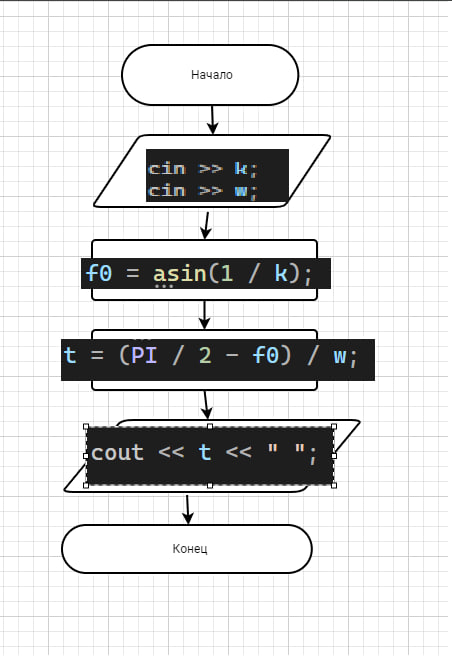 Начало
cin >> k;
cin >> w;
f0 = asin(1 / k);
t = (PI / 2 - f0) / w;
cout << t << " ";
Конец